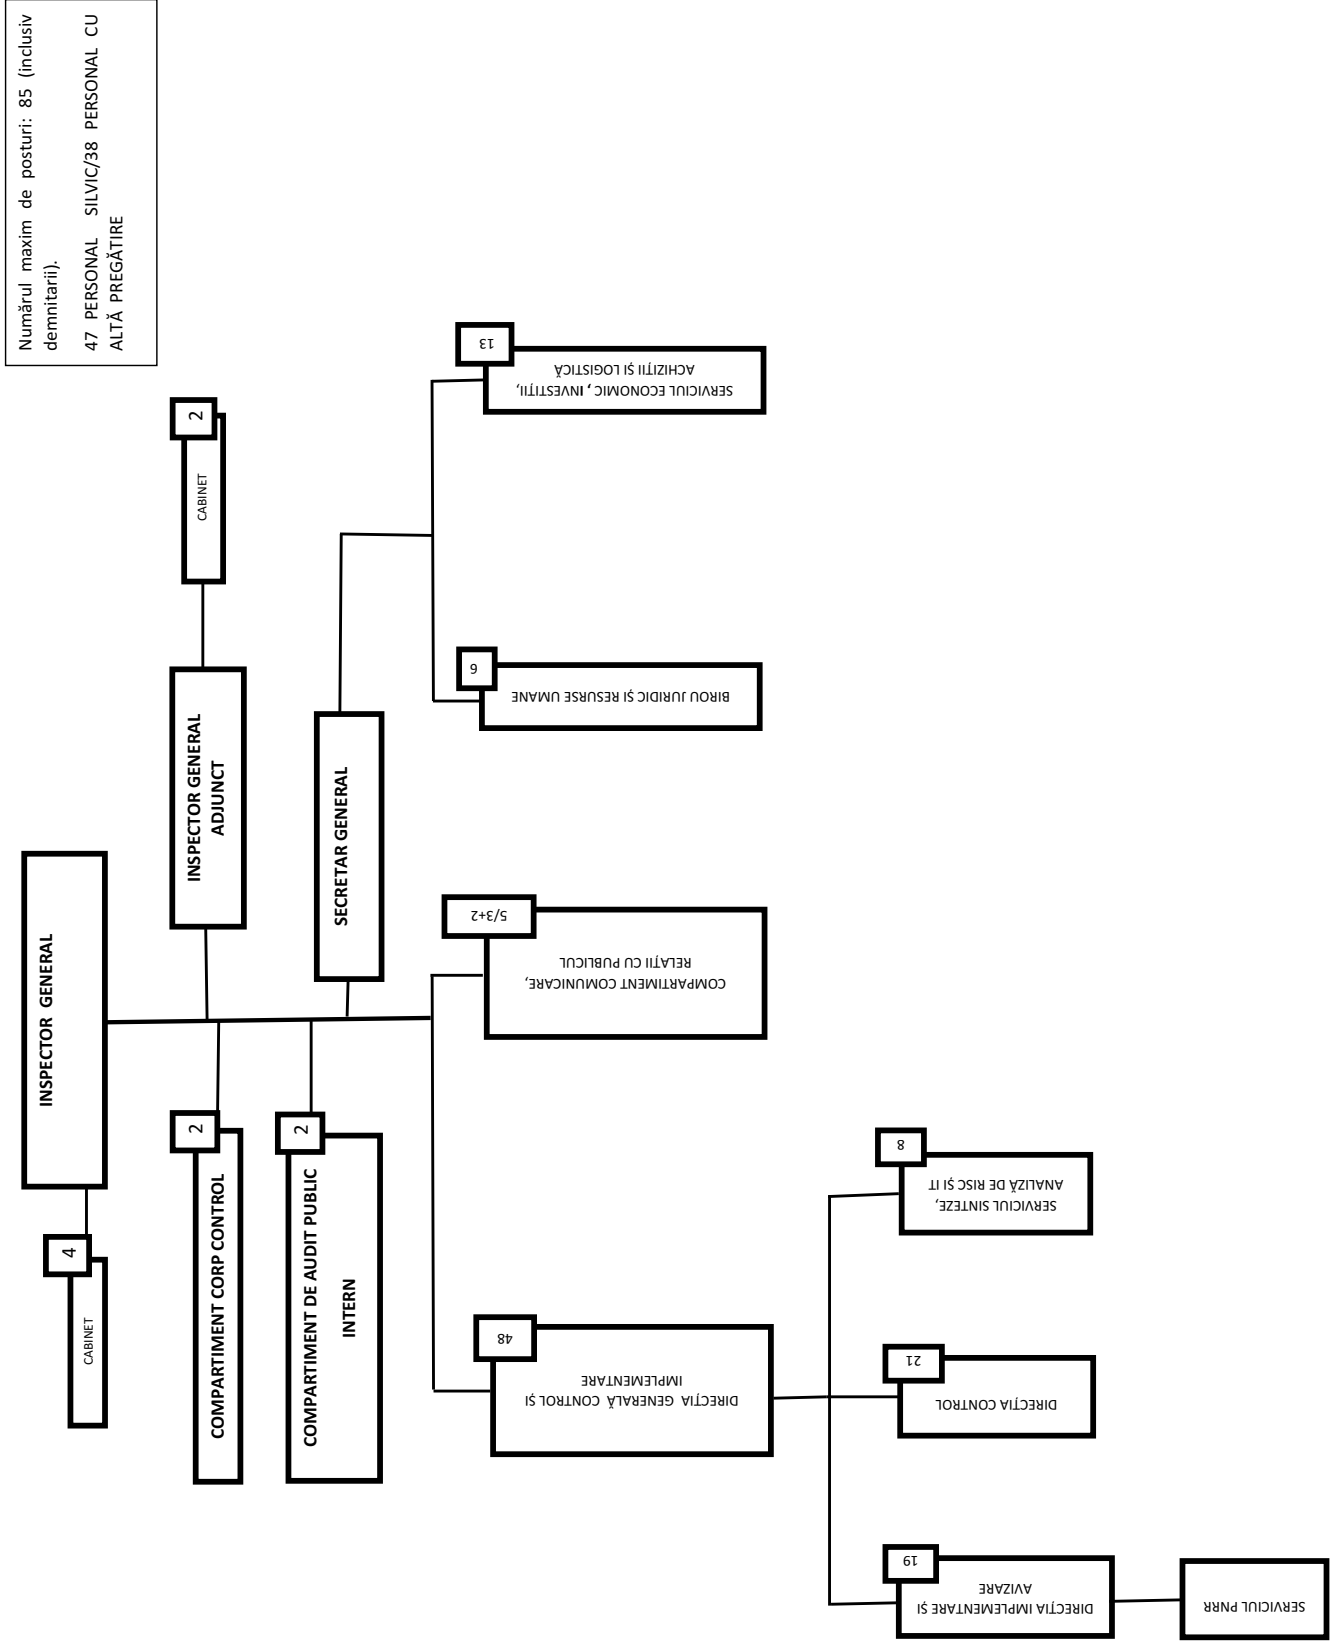 Numărul maxim de posturi: 85 (inclusiv
demnitarii).
47 PERSONAL SILVIC/38 PERSONAL CU
ALTĂ PREGĂTIRE
INSPECTOR GENERAL
4
CABINET
INSPECTOR GENERAL
ADJUNCT
2
CABINET
2
COMPARTIMENT CORP CONTROL
2
COMPARTIMENT DE AUDIT PUBLIC
INTERN
SECRETAR GENERAL
48
DIRECȚIA GENERALĂ CONTROL ȘI
IMPLEMENTARE
5/3+2
COMPARTIMENT COMUNICARE,
RELAȚII CU PUBLICUL
6
BIROU JURIDIC ȘI RESURSE UMANE
13
SERVICIUL ECONOMIC , INVESTIȚII,
ACHIZIȚII ȘI LOGISTICĂ
19
DIRECȚIA IMPLEMENTARE ȘI
AVIZARE
21
DIRECȚIA CONTROL
8
SERVICIUL SINTEZE,
ANALIZĂ DE RISC ȘI IT
SERVICIUL PNRR